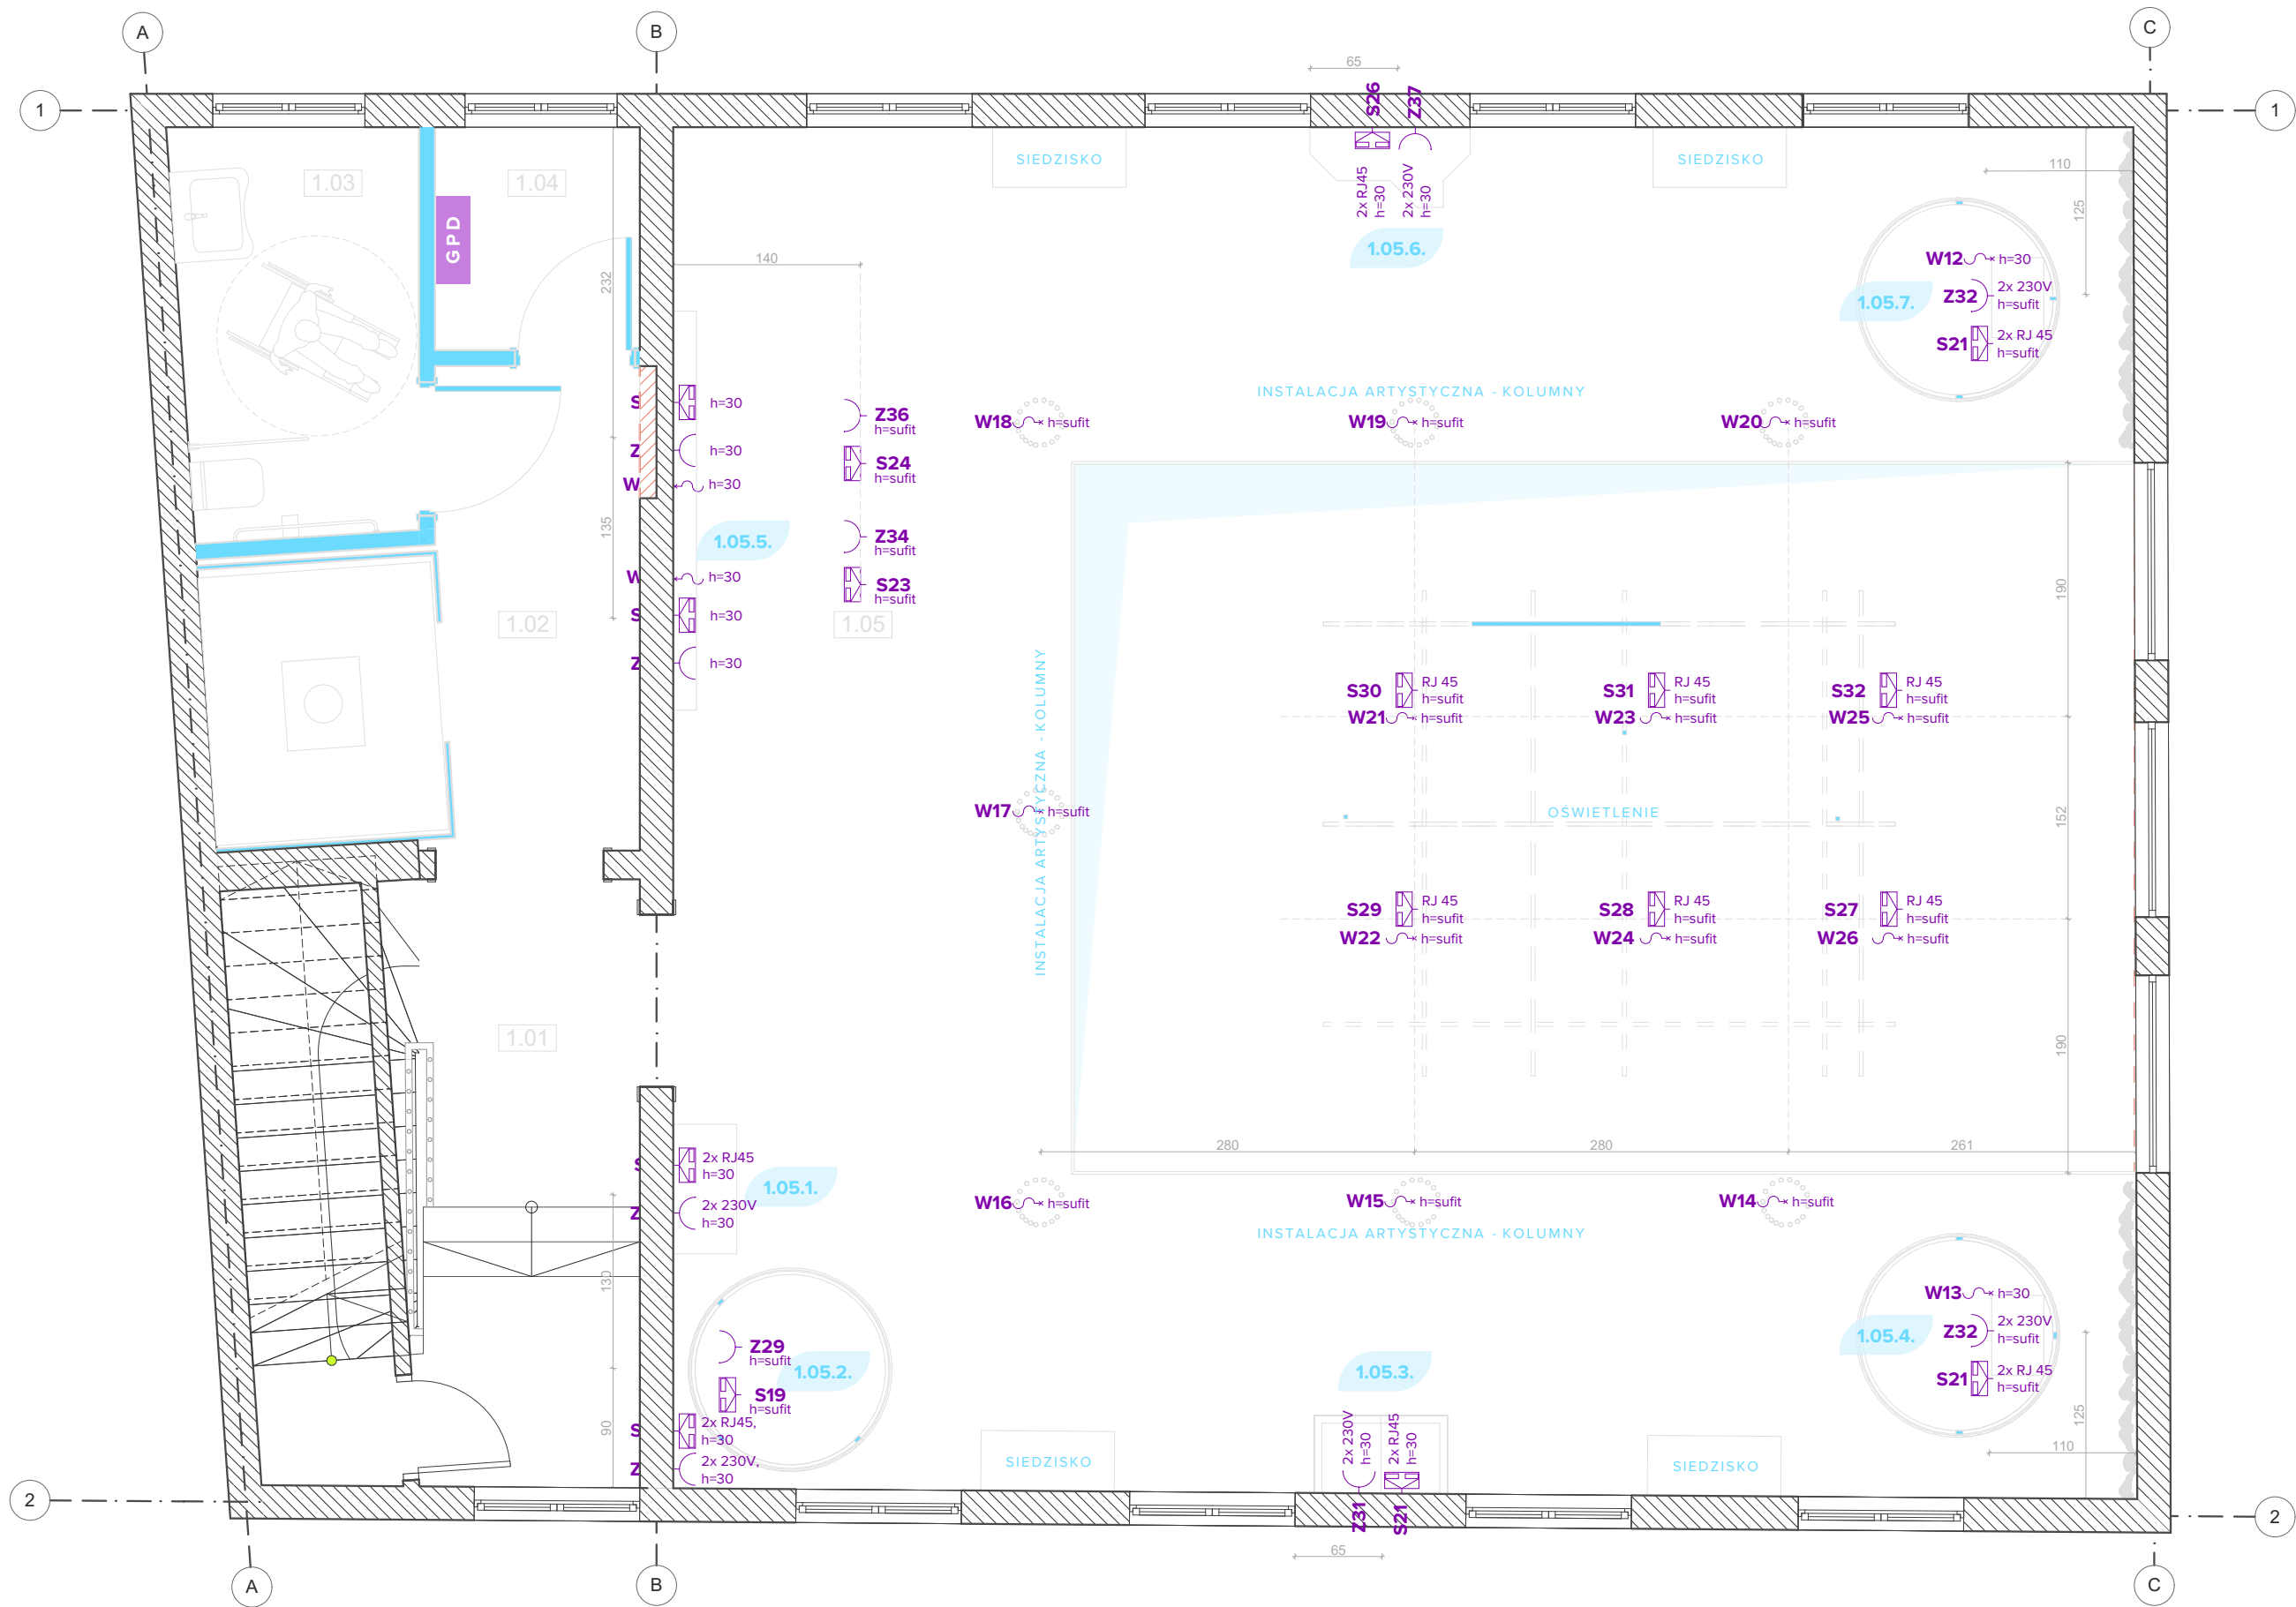 A
B
C
1
1
65
S26
Z37
1.03
1.04
GPD
SIEDZISKO
SIEDZISKO
2x RJ45
h=30
2x 230V
h=30
110
125
232
140
1.05.6.
W12
h=30
1.05.7.
Z32
2x 230V
h=sufit
S21
2x RJ 45
h=sufit
INSTALACJA ARTYSTYCZNA - KOLUMNY
S
h=30
Z36
h=sufit
W18
h=sufit
W19
h=sufit
W20
h=sufit
Z
h=30
S24
h=sufit
W
h=30
135
1.05.5.
Z34
h=sufit
W
h=30
S23
h=sufit
S
h=30
1.02
1.05
190
Z
h=30
INSTALACJA ARTYSTYCZNA - KOLUMNY
S30
RJ 45
h=sufit
S31
RJ 45
h=sufit
S32
RJ 45
h=sufit
W21
h=sufit
W23
h=sufit
W25
h=sufit
W17
h=sufit
OŚWIETLENIE
152
S29
RJ 45
h=sufit
S28
RJ 45
h=sufit
S27
RJ 45
h=sufit
W22
h=sufit
W24
h=sufit
W26
h=sufit
1.01
190
280
280
261
S
2x RJ45
h=30
1.05.1.
Z
2x 230V
h=30
W16
h=sufit
W15
h=sufit
W14
h=sufit
INSTALACJA ARTYSTYCZNA - KOLUMNY
130
W13
h=30
1.05.4.
Z32
2x 230V
h=sufit
S21
2x RJ 45
h=sufit
Z29
h=sufit
1.05.2.
S19
h=sufit
1.05.3.
90
S
2x RJ45,
h=30
Z
2x 230V,
h=30
2x 230V
h=30
2x RJ45
h=30
125
110
SIEDZISKO
SIEDZISKO
Z31
S21
2
2
65
A
B
C